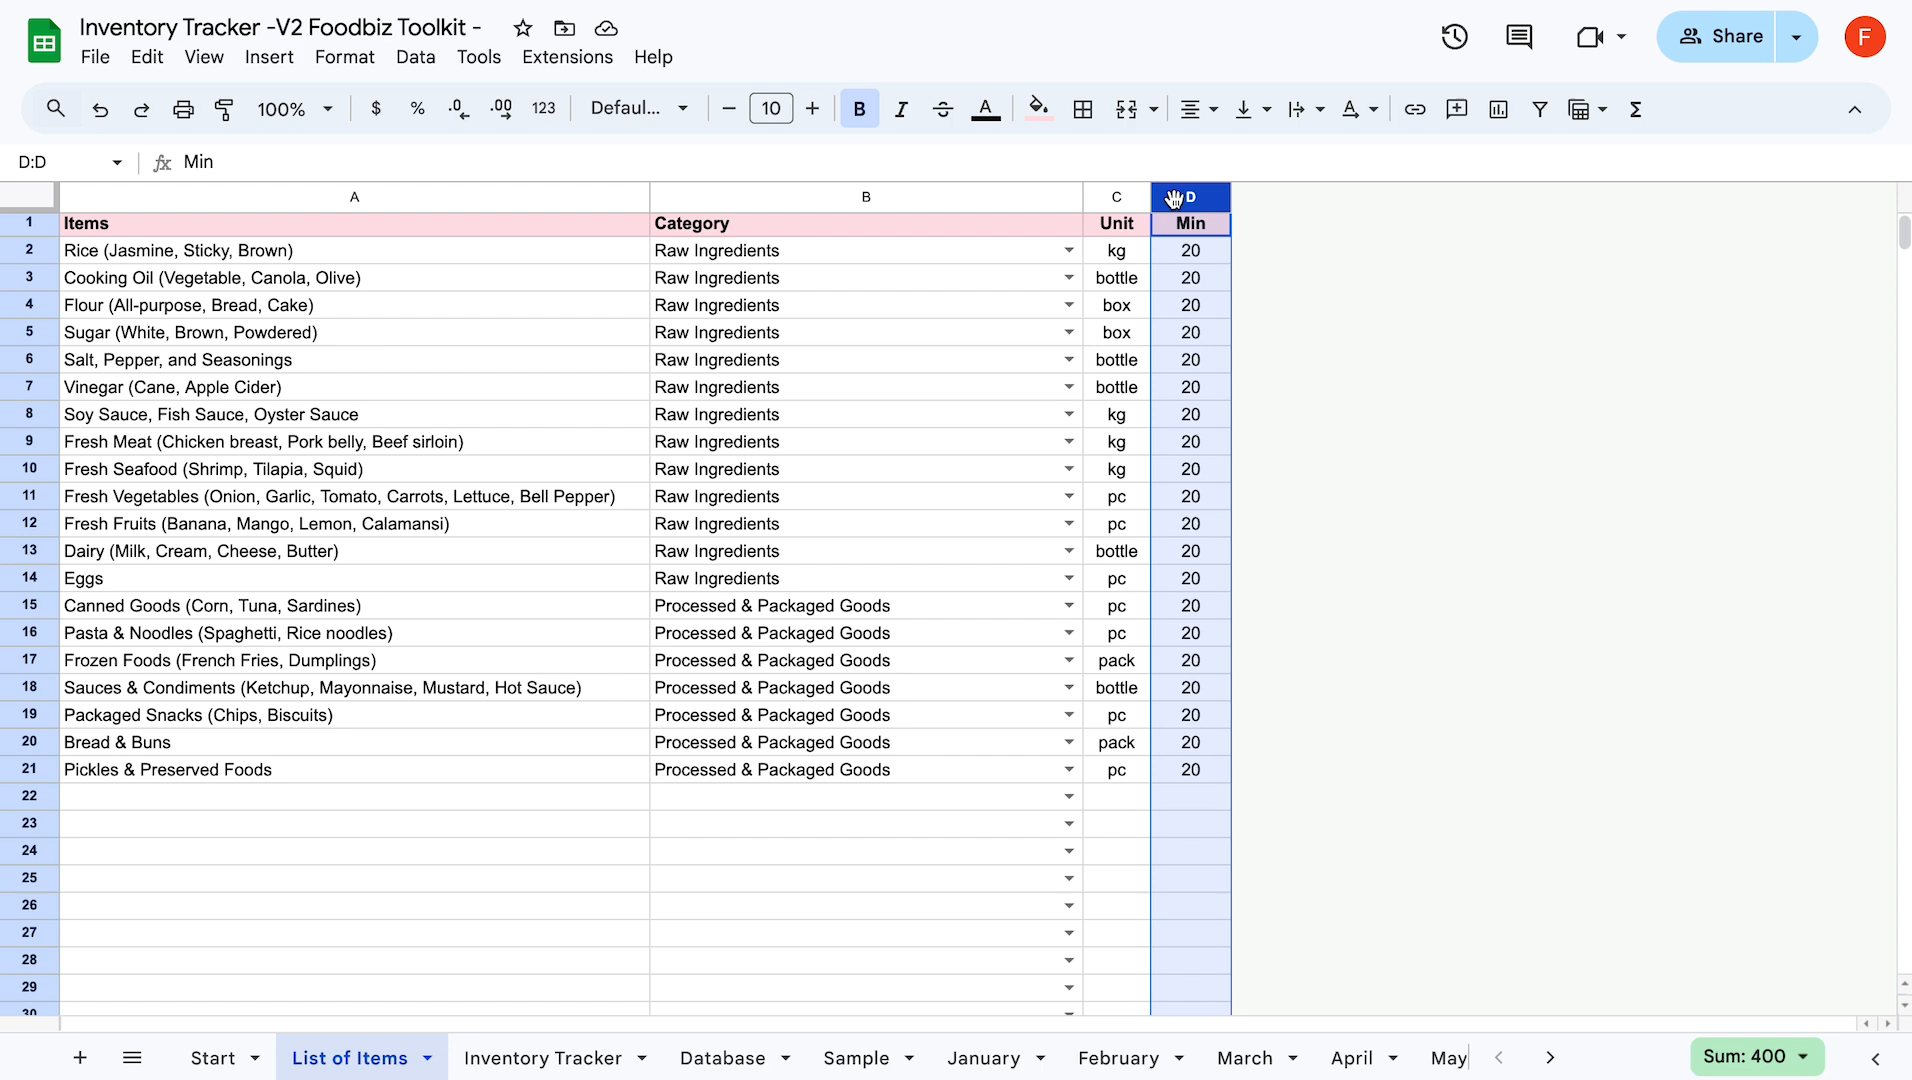 Inventory Tracker -V2 Foodbiz Toolkit -
File Edit View Insert Format Data Tools Extensions Help
Share
F
100% $ % .0 .00 123 Defaul... 10 B I A
D:D fx Min
A B C D
1 Items Category Unit Min
2 Rice (Jasmine, Sticky, Brown) Raw Ingredients kg 20
3 Cooking Oil (Vegetable, Canola, Olive) Raw Ingredients bottle 20
4 Flour (All-purpose, Bread, Cake) Raw Ingredients box 20
5 Sugar (White, Brown, Powdered) Raw Ingredients box 20
6 Salt, Pepper, and Seasonings Raw Ingredients bottle 20
7 Vinegar (Cane, Apple Cider) Raw Ingredients bottle 20
8 Soy Sauce, Fish Sauce, Oyster Sauce Raw Ingredients kg 20
9 Fresh Meat (Chicken breast, Pork belly, Beef sirloin) Raw Ingredients kg 20
10 Fresh Seafood (Shrimp, Tilapia, Squid) Raw Ingredients kg 20
11 Fresh Vegetables (Onion, Garlic, Tomato, Carrots, Lettuce, Bell Pepper) Raw Ingredients pc 20
12 Fresh Fruits (Banana, Mango, Lemon, Calamansi) Raw Ingredients pc 20
13 Dairy (Milk, Cream, Cheese, Butter) Raw Ingredients bottle 20
14 Eggs Raw Ingredients pc 20
15 Canned Goods (Corn, Tuna, Sardines) Processed & Packaged Goods pc 20
16 Pasta & Noodles (Spaghetti, Rice noodles) Processed & Packaged Goods pc 20
17 Frozen Foods (French Fries, Dumplings) Processed & Packaged Goods pack 20
18 Sauces & Condiments (Ketchup, Mayonnaise, Mustard, Hot Sauce) Processed & Packaged Goods bottle 20
19 Packaged Snacks (Chips, Biscuits) Processed & Packaged Goods pc 20
20 Bread & Buns Processed & Packaged Goods pack 20
21 Pickles & Preserved Foods Processed & Packaged Goods pc 20
22
23
24
25
26
27
28
29
30
Start List of Items Inventory Tracker Database Sample January February March April May Sum: 400